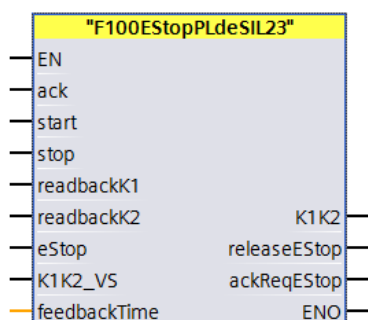 "F100EStopPLdeSIL23"
EN
ack
start
stop
readbackK1
readbackK2 K1K2
eStop releaseEStop
K1K2_VS ackReqEStop
feedbackTime ENO